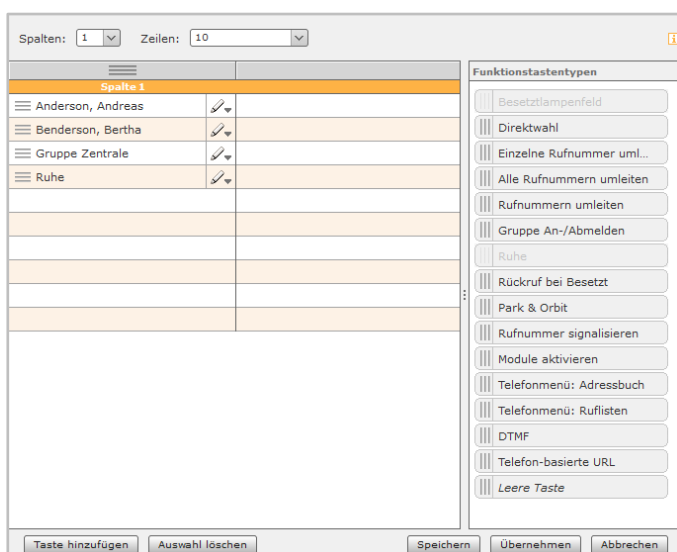 Spalten: 1 Zeilen: 10
Spalte 1
Anderson, Andreas
Benderson, Bertha
Gruppe Zentrale
Ruhe
Funktionstastentypen
Besetztlampenfeld
Direktwahl
Einzelne Rufnummer uml...
Alle Rufnummern umleiten
Rufnummern umleiten
Gruppe An-/Abmelden
Ruhe
Rückruf bei Besetzt
Park & Orbit
Rufnummer signalisieren
Module aktivieren
Telefonmenü: Adressbuch
Telefonmenü: Ruflisten
DTMF
Telefon-basierte URL
Leere Taste
Taste hinzufügen Auswahl löschen Speichern Übernehmen Abbrechen